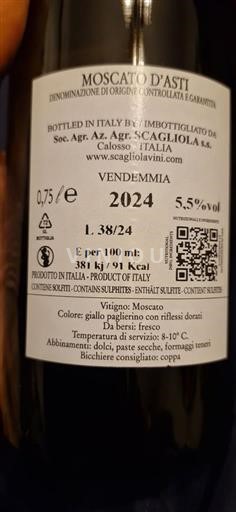 MOSCATO D'ASTI
DENOMINAZIONE DI ORIGINE CONTROLLATA E GARANTITA
BOTTLED IN ITALY BY / IMBOTTIGLIATO DA
Soc. Agr. Az. Agr. SCAGLIOLA s.s.
Calosso - ITALIA
www.scagliolavini.com
VENDEMMIA
0,75 ℓ e
2024
5,5%vol
L 38/24
E per 100 ml:
381 kj / 91 Kcal
PRODOTTO IN ITALIA - PRODUCT OF ITALY
CONTIENE SOLFITI - CONTAINS SULPHITES - ENTHÄLT SULFITE - CONTIENT SULFITES
Vitigno: Moscato
Colore: giallo paglierino con riflessi dorati
Da bersi: fresco
Temperatura di servizio: 8-10° C.
Abbinamenti: dolci, paste secche, formaggi teneri
Bicchiere consigliato: coppa